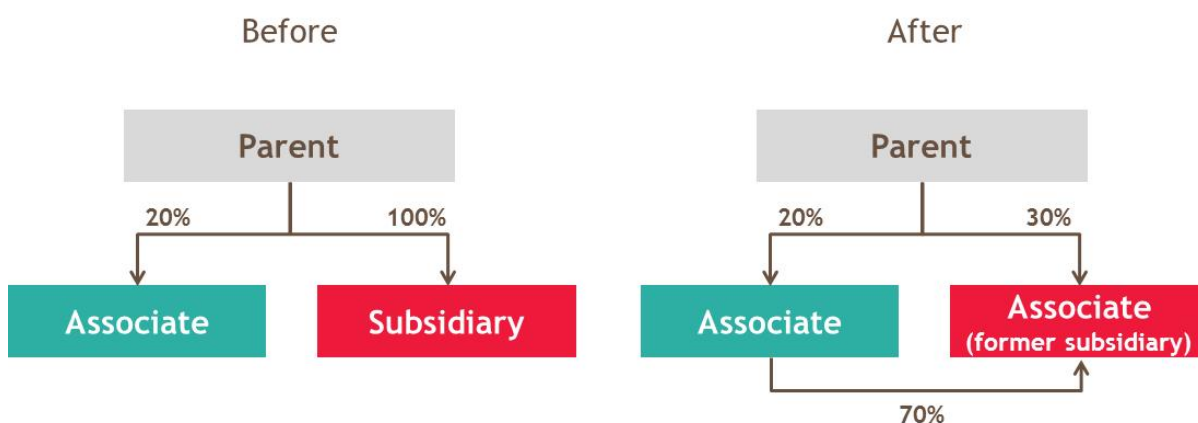 Before
After
Parent
20%
100%
Associate
Subsidiary
Parent
20%
30%
Associate
Associate
(former subsidiary)
70%